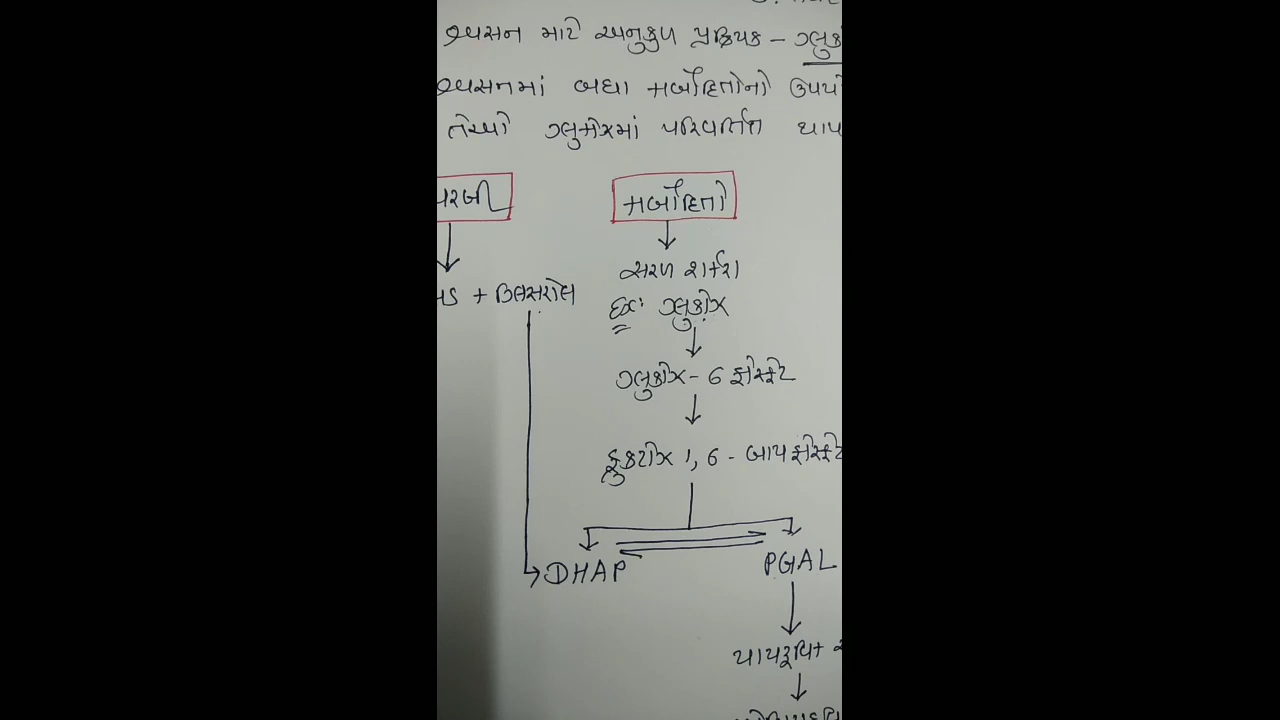 શ્વસન માટે અનુકુળ પ્રક્રિયક - ગ્લુકો
શ્વસનમાં બધા કાર્બોદિતોનો ઉપયો
તેઓ ગ્લુકોઝમાં પરિવર્તિત થાય
ચરબી
કાર્બોદિતો
સરળ શર્કરા
+ ગ્લિસરોલ
દા.ત: ગ્લુકોઝ
ગ્લુકોઝ - 6 ફોસ્ફેટ
ફ્રુક્ટોઝ 1, 6 - બાયફોસ્ફેટ
DHAP
PGAL
પાયરૂવિક